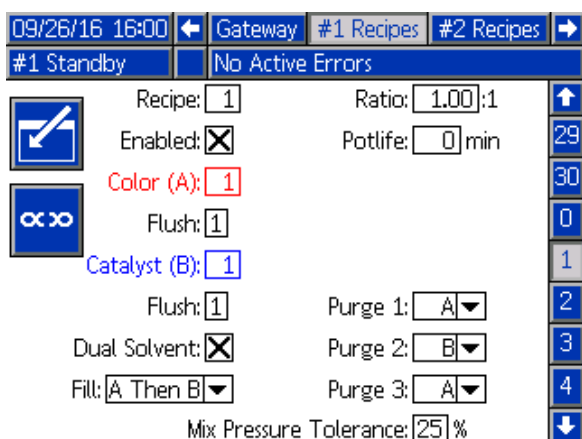 09/26/16 16:00 Gateway #1 Recipes #2 Recipes
#1 Standby No Active Errors
Recipe: 1 Ratio: 1.00 :1
Enabled: Potlife: 0 min 29
Color (A): 1 30
Flush: 1 0
Catalyst (B): 1 1
Flush: 1 Purge 1: A 2
Dual Solvent: Purge 2: B 3
Fill: A Then B Purge 3: A 4
Mix Pressure Tolerance: 25 %